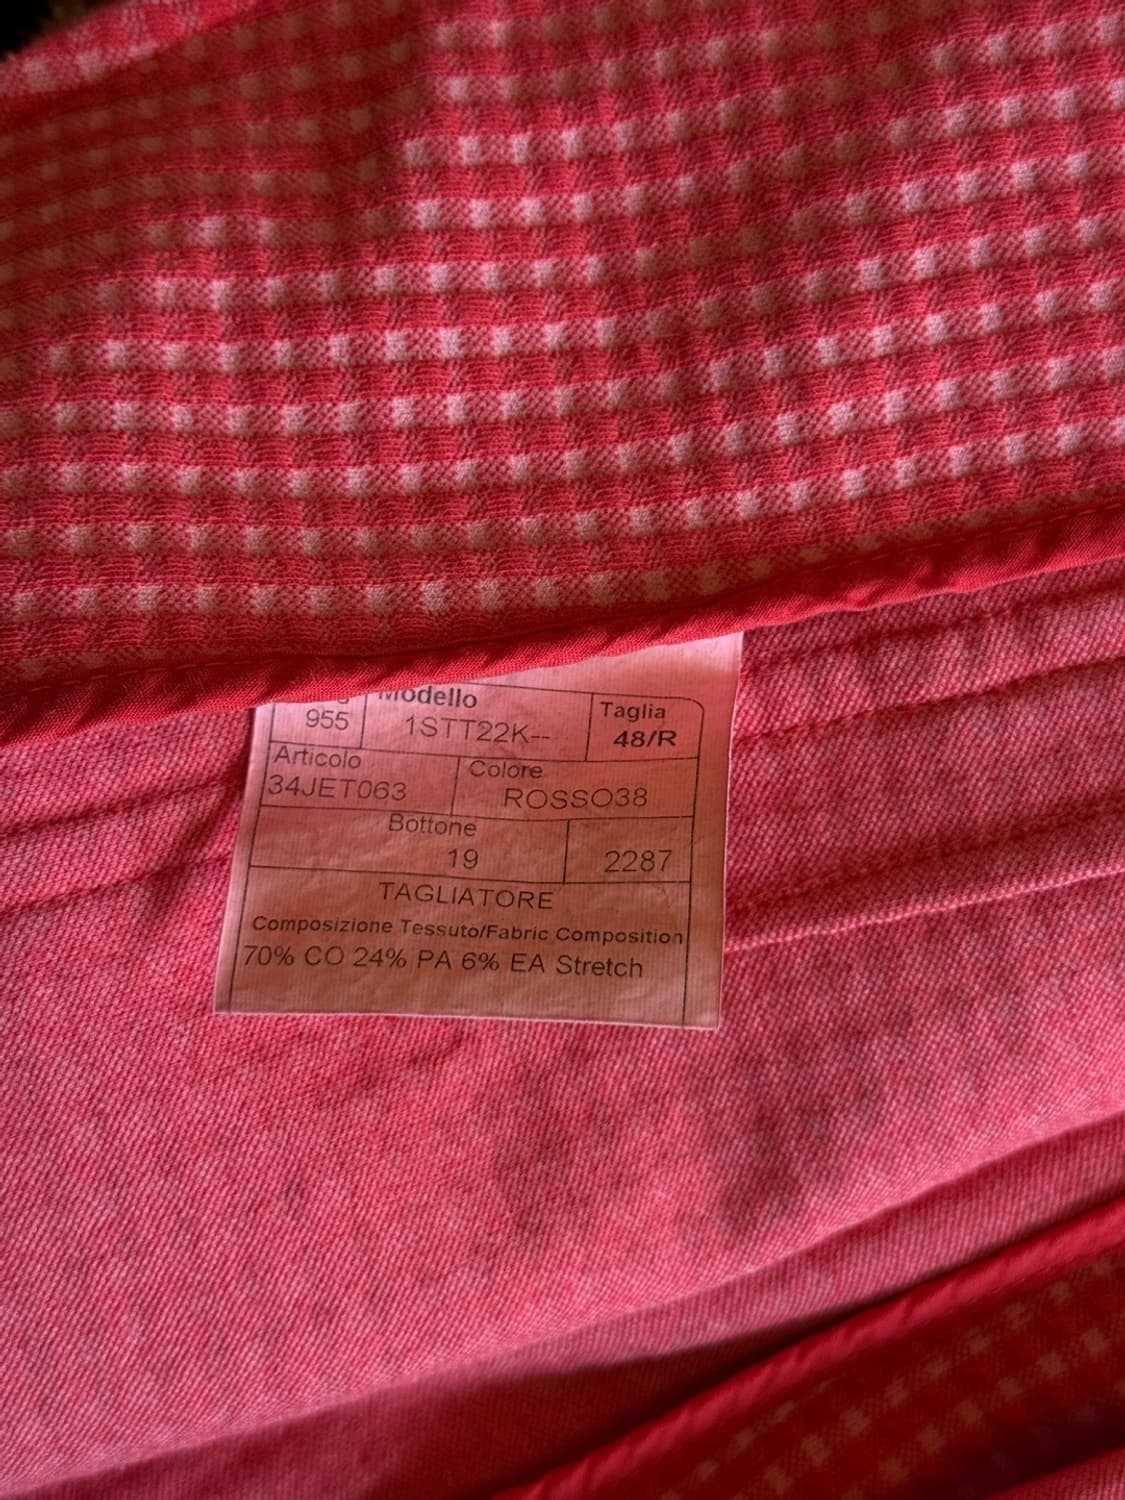 Modello
Taglia
955 1STT22K-- 48/R
Articolo Colore
34JET063 ROSSO38
Bottone
19 2287
TAGLIATORE
Composizione Tessuto/Fabric Composition
70% CO 24% PA 6% EA Stretch